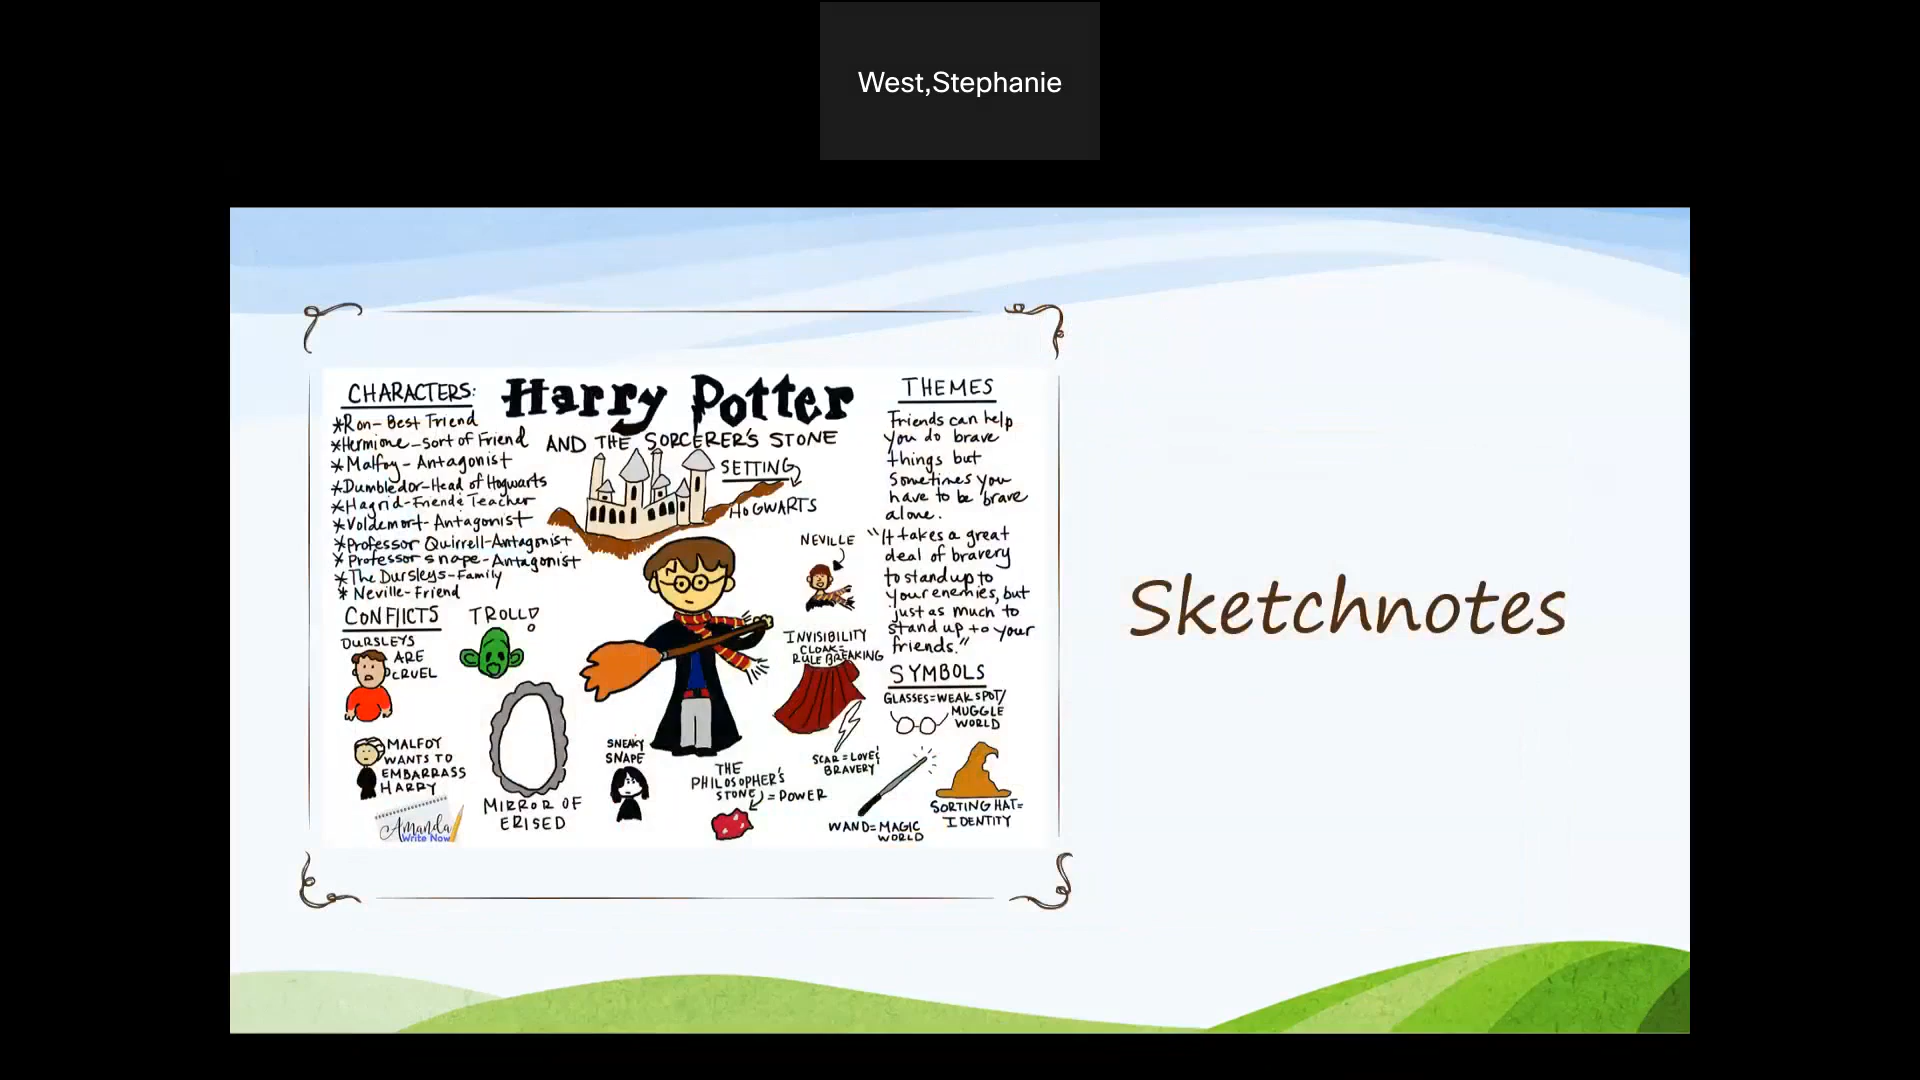 West,Stephanie
CHARACTERS:
*Ron-Best Friend
*Hermione-sort of Friend
*Malfoy-Antagonist
*Dumbledor-Head of Hogwarts
*Hagrid-Friend & Teacher
*Voldemort-Antagonist
*Professor Quirrell-Antagonist
*Professor snape-Antagonist
*The Dursleys-Family
* Neville-Friend
Harry Potter
AND THE SORCERER'S STONE
SETTING
HOGWARTS
THEMES
Friends can help
you do brave
things but
Sometimes you
have to be brave
alone.
"It takes a great
deal of bravery
to stand up to
your enemies, but
just as much to
stand up to your
friends."
CONFlICTS
DURSLEYS
ARE
CRUEL
TROLL!
NEVILLE
INVISIBILITY
CLOAK=
RULE BREAKING
SYMBOLS
GLASSES=WEAK SPOT/
MUGGLE
WORLD
MALFOY
WANTS TO
EMBARRASS
HARRY
MIRROR OF
ERISED
SNEAKY
SNAPE
THE
PHILOSOPHER'S
STONE
=POWER
SCAR=LOVE &
BRAVERY
WAND=MAGIC
WORLD
SORTING HAT=
IDENTITY
Amanda
Write Now
Sketchnotes